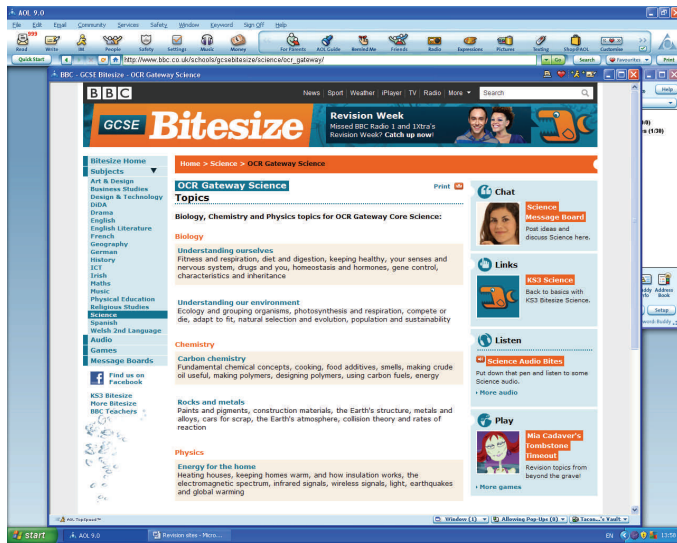 AOL 9.0
File Edit Email Community Services Safety Window Keyword Sign Off Help
999
Read Write IM People Safety Settings Music Money For Parents AOL Guide Remind Me Friends Radio Expressions Pictures Texting Shop@AOL Customise
Quick Start http://www.bbc.co.uk/schools/gcsebitesize/science/ocr_gateway/ Go Search Favourites Print
BBC - GCSE Bitesize - OCR Gateway Science
Help
BBC News Sport Weather iPlayer TV Radio More Search
GCSE Bitesize
Revision Week
Missed BBC Radio 1 and 1Xtra's
Revision Week? Catch up now!
Bitesize Home
Subjects
Art & Design
Business Studies
Design & Technology
DiDA
Drama
English
English Literature
French
Geography
German
History
ICT
Irish
Maths
Music
Physical Education
Religious Studies
Science
Spanish
Welsh 2nd Language
Audio
Games
Message Boards
Find us on
Facebook
KS3 Bitesize
More Bitesize
BBC Teachers
Home > Science > OCR Gateway Science
OCR Gateway Science
Print
Topics
Biology, Chemistry and Physics topics for OCR Gateway Core Science:
Biology
Understanding ourselves
Fitness and respiration, diet and digestion, keeping healthy, your senses and
nervous system, drugs and you, homeostasis and hormones, gene control,
characteristics and inheritance
Understanding our environment
Ecology and grouping organisms, photosynthesis and respiration, compete or
die, adapt to fit, natural selection and evolution, population and sustainability
Chemistry
Carbon chemistry
Fundamental chemical concepts, cooking, food additives, smells, making crude
oil useful, making polymers, designing polymers, using carbon fuels, energy
Rocks and metals
Paints and pigments, construction materials, the Earth's structure, metals and
alloys, cars for scrap, the Earth's atmosphere, collision theory and rates of
reaction
Physics
Energy for the home
Heating houses, keeping homes warm, and how insulation works, the
electromagnetic spectrum, infrared signals, wireless signals, light, earthquakes
and global warming
Chat
Science
Message Board
Post ideas and
discuss Science here.
Links
KS3 Science
Back to basics with
KS3 Bitesize Science.
Listen
Science Audio Bites
Put down that pen and listen to some
Science audio.
More audio
Play
Mia Cadaver's
Tombstone
Timeout
Revision topics from
beyond the grave!
More games
(1/30)
Address
Book
Setup
AOL TopSpeed™
Window (1) Allowing Pop-Ups (0) Tacon...'s Vault
start AOL 9.0 Revision sites - Micro... EN 13:50